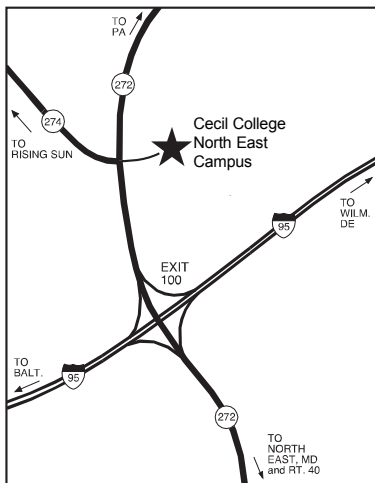 TO
PA
272
274
TO
RISING SUN
Cecil College
North East
Campus
TO
WILM.
DE
95
EXIT
100
TO
BALT.
95
272
TO
NORTH
EAST, MD
and RT. 40